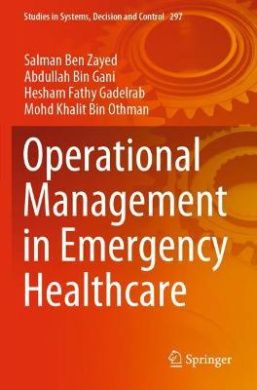 Studies in Systems, Decision and Control 297
Salman Ben Zayed
Abdullah Bin Gani
Hesham Fathy Gadelrab
Mohd Khalit Bin Othman
Operational
Management
in Emergency
Healthcare
Springer